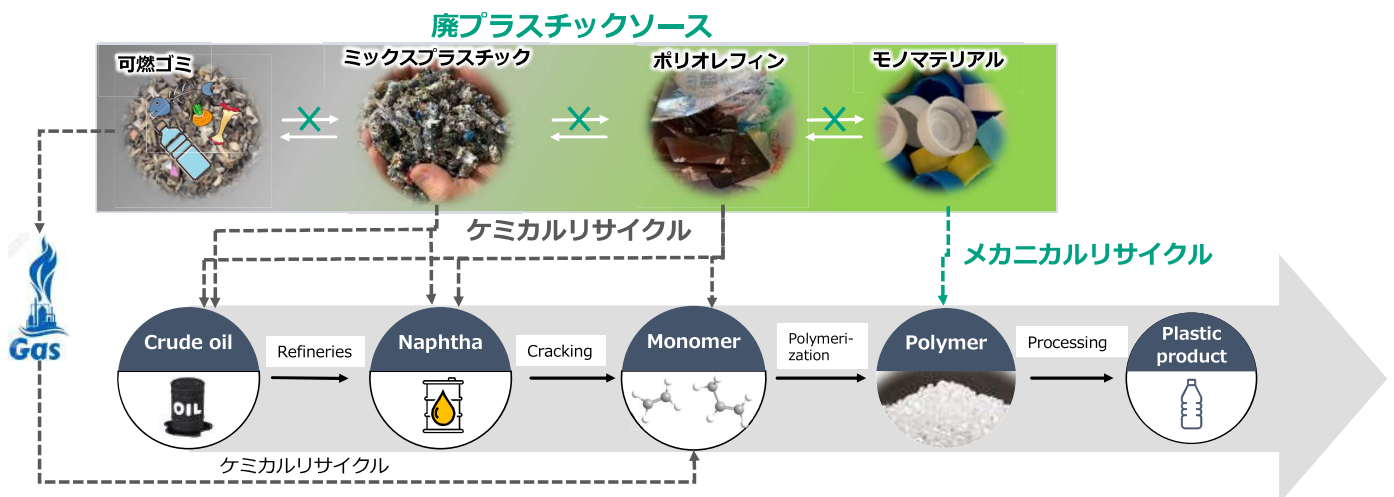 廃プラスチックソース
可燃ゴミ
ミックスプラスチック
ポリオレフィン
モノマテリアル
ケミカルリサイクル
メカニカルリサイクル
Gas
Crude oil
Refineries
Naphtha
Cracking
Monomer
Polymeri-
zation
Polymer
Processing
Plastic
product
OIL
ケミカルリサイクル